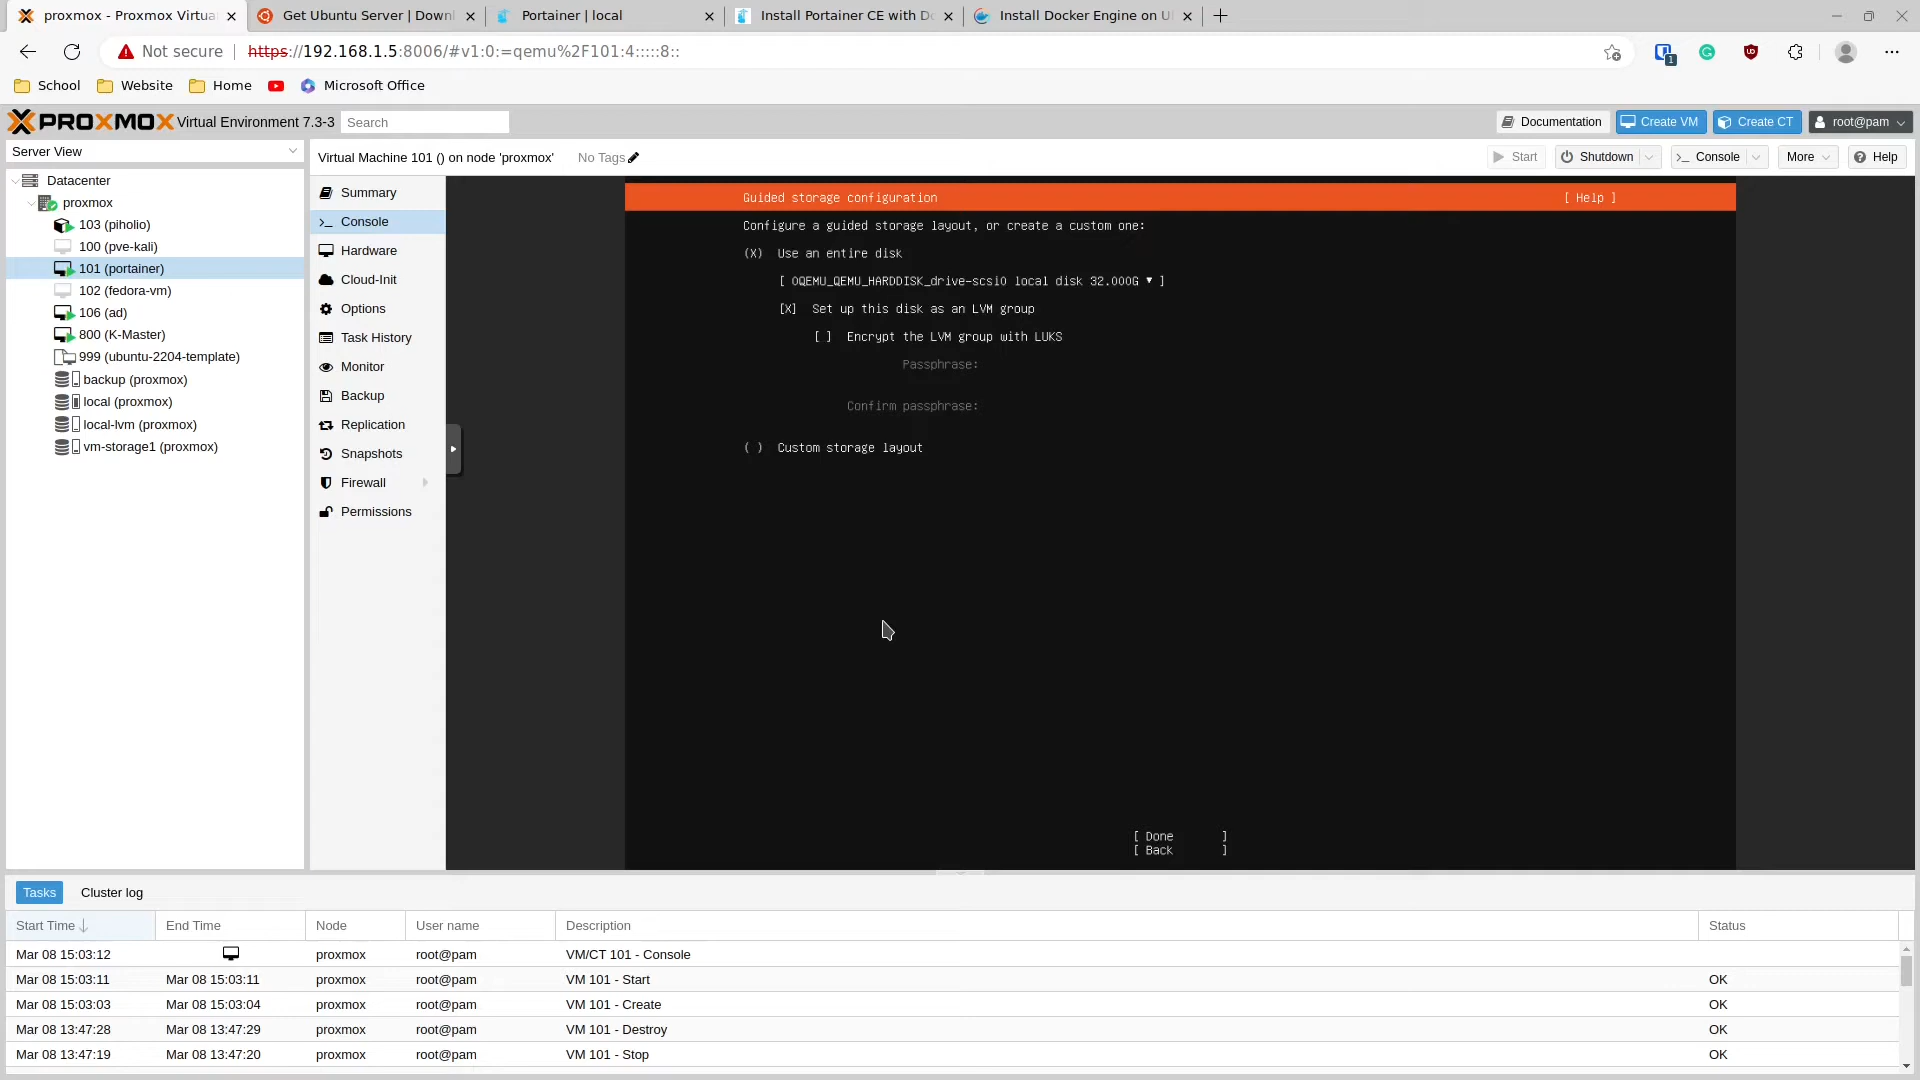 proxmox - Proxmox Virtua
Get Ubuntu Server | Downl
Portainer | local
Install Portainer CE with Do
Install Docker Engine on U
Not secure
https://192.168.1.5:8006/#v1:0:=qemu%2F101:4:::::8::
1
School
Website
Home
Microsoft Office
PROXMOX Virtual Environment 7.3-3
Search
Documentation
Create VM
Create CT
root@pam
Server View
Virtual Machine 101 () on node 'proxmox'
No Tags
Start
Shutdown
Console
More
Help
Datacenter
proxmox
103 (piholio)
100 (pve-kali)
101 (portainer)
102 (fedora-vm)
106 (ad)
800 (K-Master)
999 (ubuntu-2204-template)
backup (proxmox)
local (proxmox)
local-lvm (proxmox)
vm-storage1 (proxmox)
Summary
Console
Hardware
Cloud-Init
Options
Task History
Monitor
Backup
Replication
Snapshots
Firewall
Permissions
Guided storage configuration [ Help ]
Configure a guided storage layout, or create a custom one:
(X) Use an entire disk
[ 0QEMU_QEMU_HARDDISK_drive-scsi0 local disk 32.000G ▾ ]
[X] Set up this disk as an LVM group
[ ] Encrypt the LVM group with LUKS
Passphrase:
Confirm passphrase:
( ) Custom storage layout
[ Done ]
[ Back ]
Tasks
Cluster log
Start Time ↓ End Time Node User name Description Status
Mar 08 15:03:12 proxmox root@pam VM/CT 101 - Console
Mar 08 15:03:11 Mar 08 15:03:11 proxmox root@pam VM 101 - Start OK
Mar 08 15:03:03 Mar 08 15:03:04 proxmox root@pam VM 101 - Create OK
Mar 08 13:47:28 Mar 08 13:47:29 proxmox root@pam VM 101 - Destroy OK
Mar 08 13:47:19 Mar 08 13:47:20 proxmox root@pam VM 101 - Stop OK